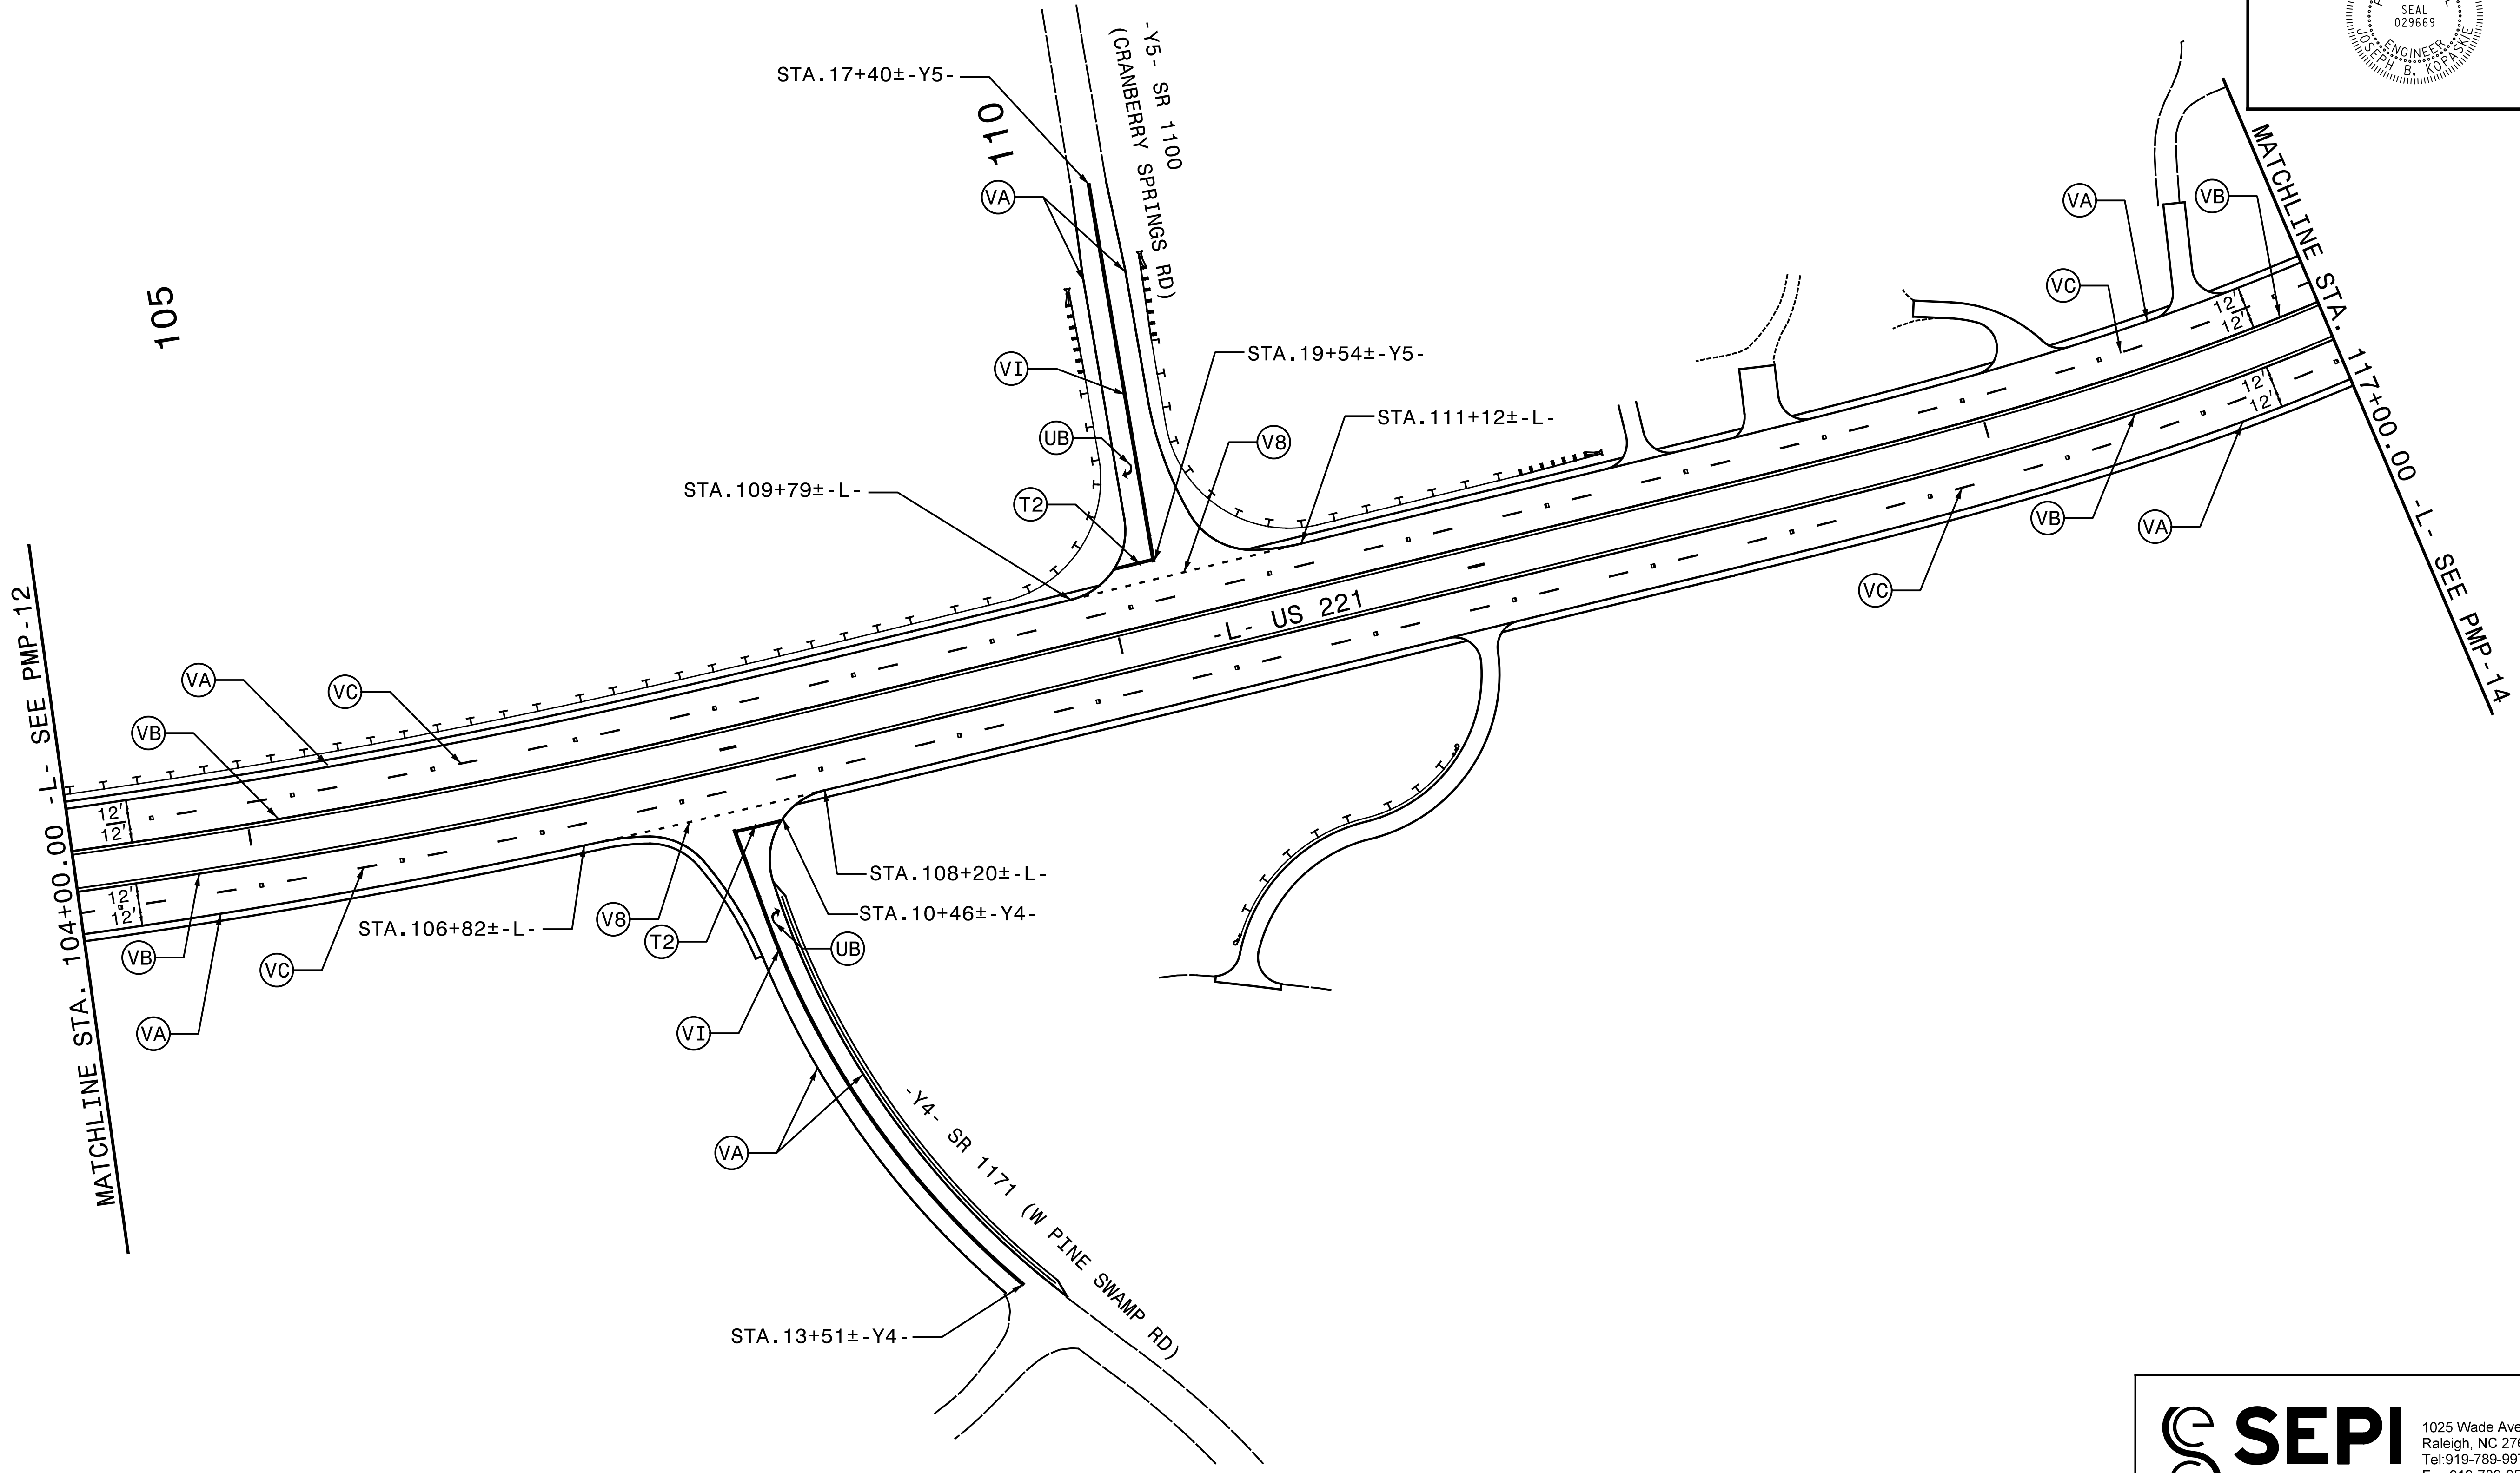 SEAL
029669
ENGINEER
JOSEPH B. KOPASKIE
STA.17+40±-Y5-
110
-Y5- SR 1100
(CRANBERRY SPRINGS RD)
VA
VI
UB
T2
STA.19+54±-Y5-
STA.111+12±-L-
V8
STA.109+79±-L-
105
VA
VB
VC
12'
12'
12'
12'
MATCHLINE STA. 117+00.00 -L- SEE PMP-14
VB
VA
VC
-L- US 221
MATCHLINE STA. 104+00.00 -L- SEE PMP-12
VA
VC
VB
12'
12'
12'
12'
VB
VC
VA
STA.106+82±-L-
V8
T2
STA.108+20±-L-
STA.10+46±-Y4-
UB
VI
VA
-Y4- SR 1171 (W PINE SWAMP RD)
STA.13+51±-Y4-
SEPI
1025 Wade Ave
Raleigh, NC